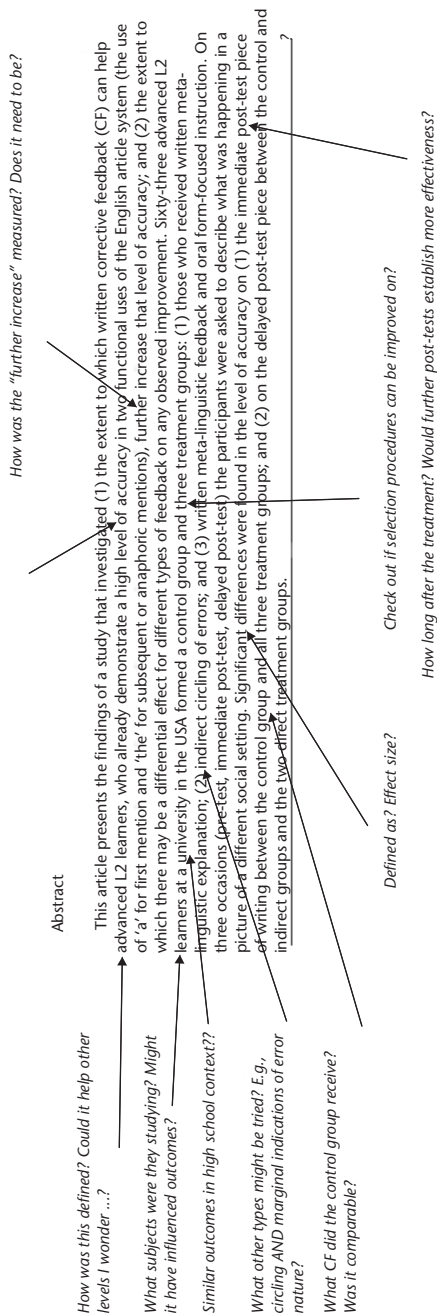 How was the "further increase" measured? Does it need to be?
Abstract
This article presents the findings of a study that investigated (1) the extent to which written corrective feedback (CF) can help
advanced L2 learners, who already demonstrate a high level of accuracy in two functional uses of the English article system (the use
of 'a' for first mention and 'the' for subsequent or anaphoric mentions), further increase that level of accuracy; and (2) the extent to
which there may be a differential effect for different types of feedback on any observed improvement. Sixty-three advanced L2
learners at a university in the USA formed a control group and three treatment groups: (1) those who received written meta-
linguistic explanation; (2) indirect circling of errors; and (3) written meta-linguistic feedback and oral form-focused instruction. On
three occasions (pre-test, immediate post-test, delayed post-test) the participants were asked to describe what was happening in a
picture of a different social setting. Significant differences were found in the level of accuracy on (1) the immediate post-test piece
of writing between the control group and all three treatment groups; and (2) on the delayed post-test piece between the control and
indirect groups and the two direct treatment groups.
?
How was this defined? Could it help other
levels I wonder ...?
What subjects were they studying? Might
it have influenced outcomes?
Similar outcomes in high school context??
What other types might be tried? E.g.,
circling AND marginal indications of error
nature?
What CF did the control group receive?
Was it comparable?
Defined as? Effect size?
Check out if selection procedures can be improved on?
How long after the treatment? Would further post-tests establish more effectiveness?